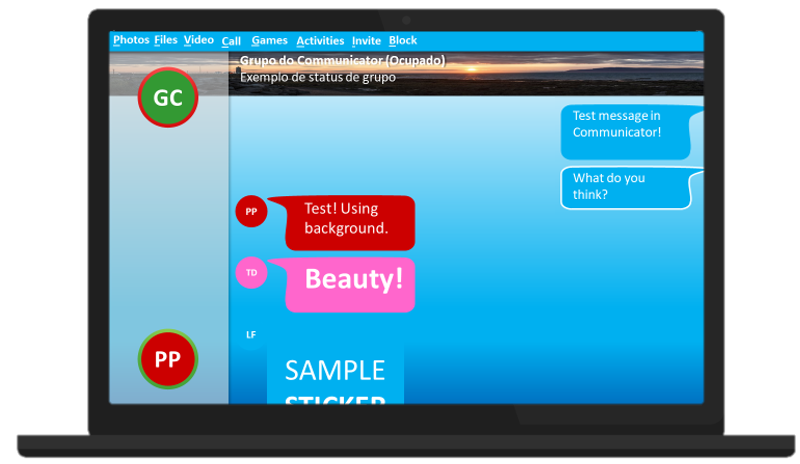 Photos Files Video Call Games Activities Invite Block
Grupo do Communicator (Ocupado)
Exemplo de status de grupo
GC
Test message in
Communicator!
What do you
think?
PP
Test! Using
background.
TD
Beauty!
LF
PP
SAMPLE
STICKER